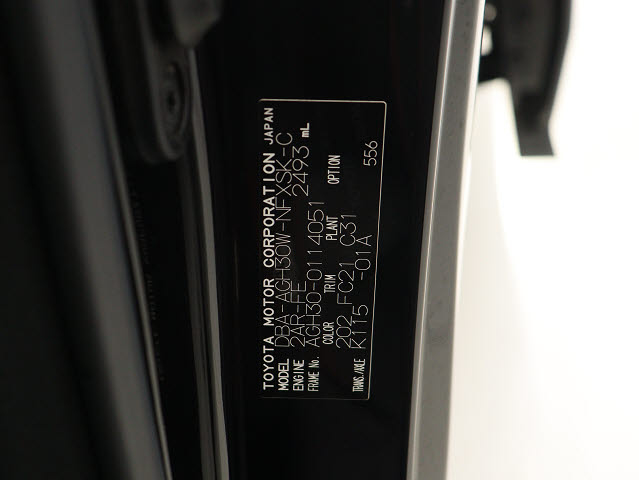 TOYOTA MOTOR CORPORATION JAPAN
MODEL DBA-AGH30W-NFXSK-C
ENGINE 2AR-FE 2493 mL
FRAME No. AGH30-0114051
COLOR TRIM PLANT OPTION
202 FC21 C31
TRANS./AXLE K115 -01A 556